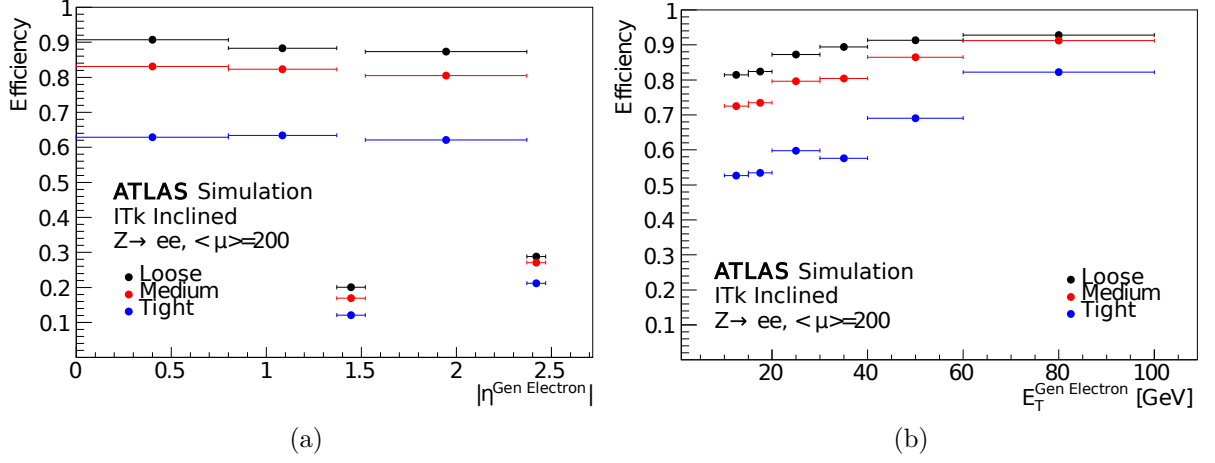 Efficiency
1
0.9
0.8
0.7
0.6
0.5
0.4
0.3
0.2
0.1
ATLAS Simulation
ITk Inclined
Z→ ee, <μ>=200
Loose
Medium
Tight
0 0.5 1 1.5 2 2.5
|η^Gen Electron|
(a)
Efficiency
1
0.9
0.8
0.7
0.6
0.5
0.4
0.3
0.2
0.1
ATLAS Simulation
ITk Inclined
Z→ ee, <μ>=200
Loose
Medium
Tight
20 40 60 80 100
E_T^Gen Electron [GeV]
(b)